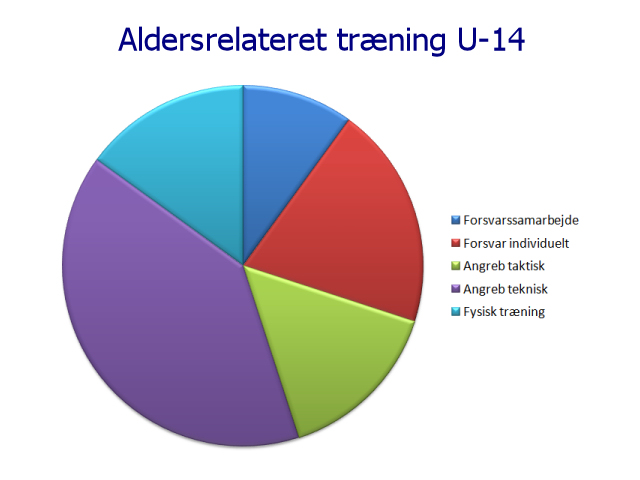 Aldersrelateret træning U-14
Forsvarssamarbejde
Forsvar individuelt
Angreb taktisk
Angreb teknisk
Fysisk træning